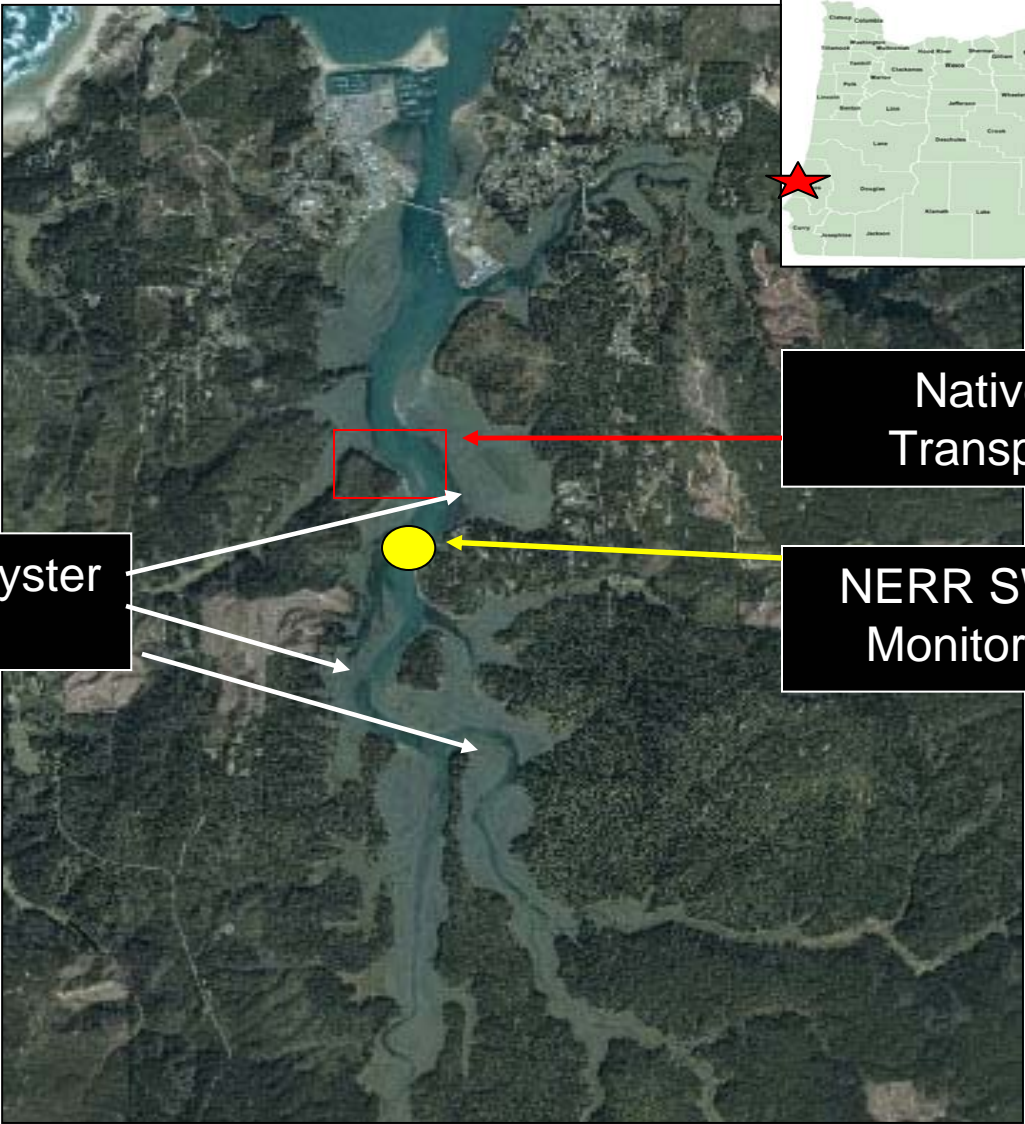 Clatsop Columbia
Tillamook Washington Multnomah Hood River Sherman Gilliam
Yamhill Clackamas Wasco
Polk Marion
Lincoln Jefferson Wheeler
Benton Linn
Crook
Lane Deschutes
Douglas
Klamath Lake
Curry Josephine Jackson
Nativ
Transp
yster
NERR SW
Monitor